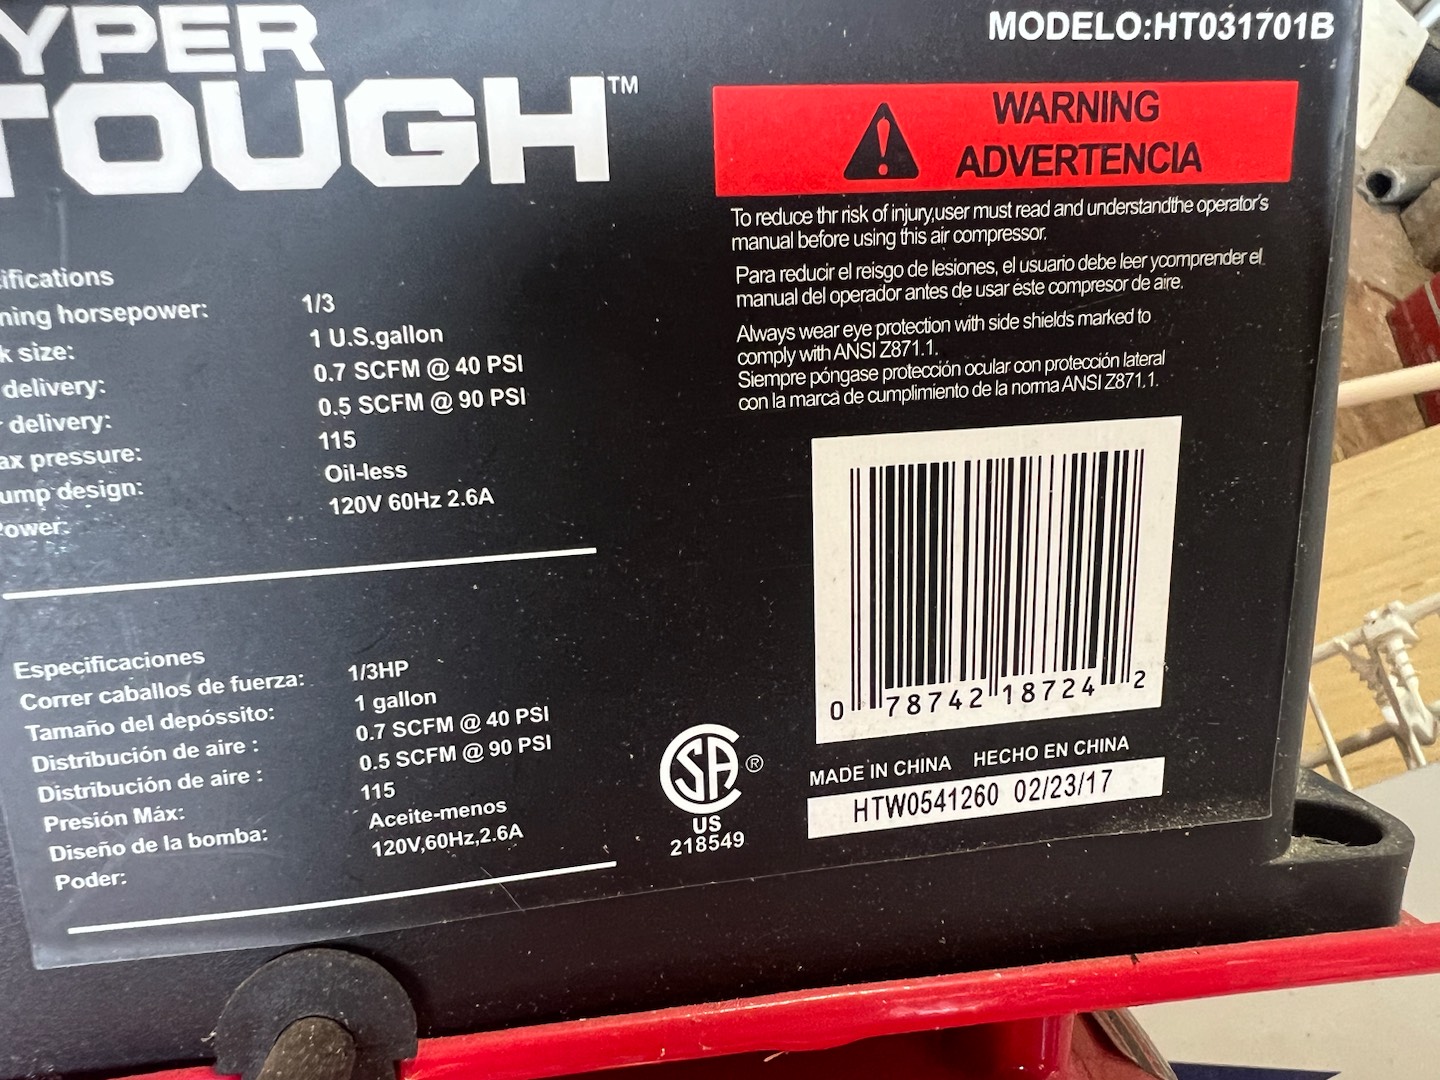 YPER
TOUGH™
MODELO:HT031701B
WARNING
ADVERTENCIA
To reduce thr risk of injury,user must read and understandthe operator's
manual before using this air compressor.
Para reducir el reisgo de lesiones, el usuario debe leer ycomprender el
manual del operador antes de usar éste compresor de aire.
Always wear eye protection with side shields marked to
comply with ANSI Z871.1.
Siempre póngase protección ocular con protección lateral
con la marca de cumplimiento de la norma ANSI Z871.1.
ifications
ning horsepower: 1/3
k size: 1 U.S.gallon
delivery: 0.7 SCFM @ 40 PSI
delivery: 0.5 SCFM @ 90 PSI
ax pressure: 115
ump design: Oil-less
Power: 120V 60Hz 2.6A
Especificaciones
Correr caballos de fuerza: 1/3HP
Tamaño del depóssito: 1 gallon
Distribución de aire : 0.7 SCFM @ 40 PSI
Distribución de aire : 0.5 SCFM @ 90 PSI
Presión Máx: 115
Diseño de la bomba: Aceite-menos
Poder: 120V,60Hz,2.6A
SA ®
US
218549
0 78742 18724 2
MADE IN CHINA HECHO EN CHINA
HTW0541260 02/23/17